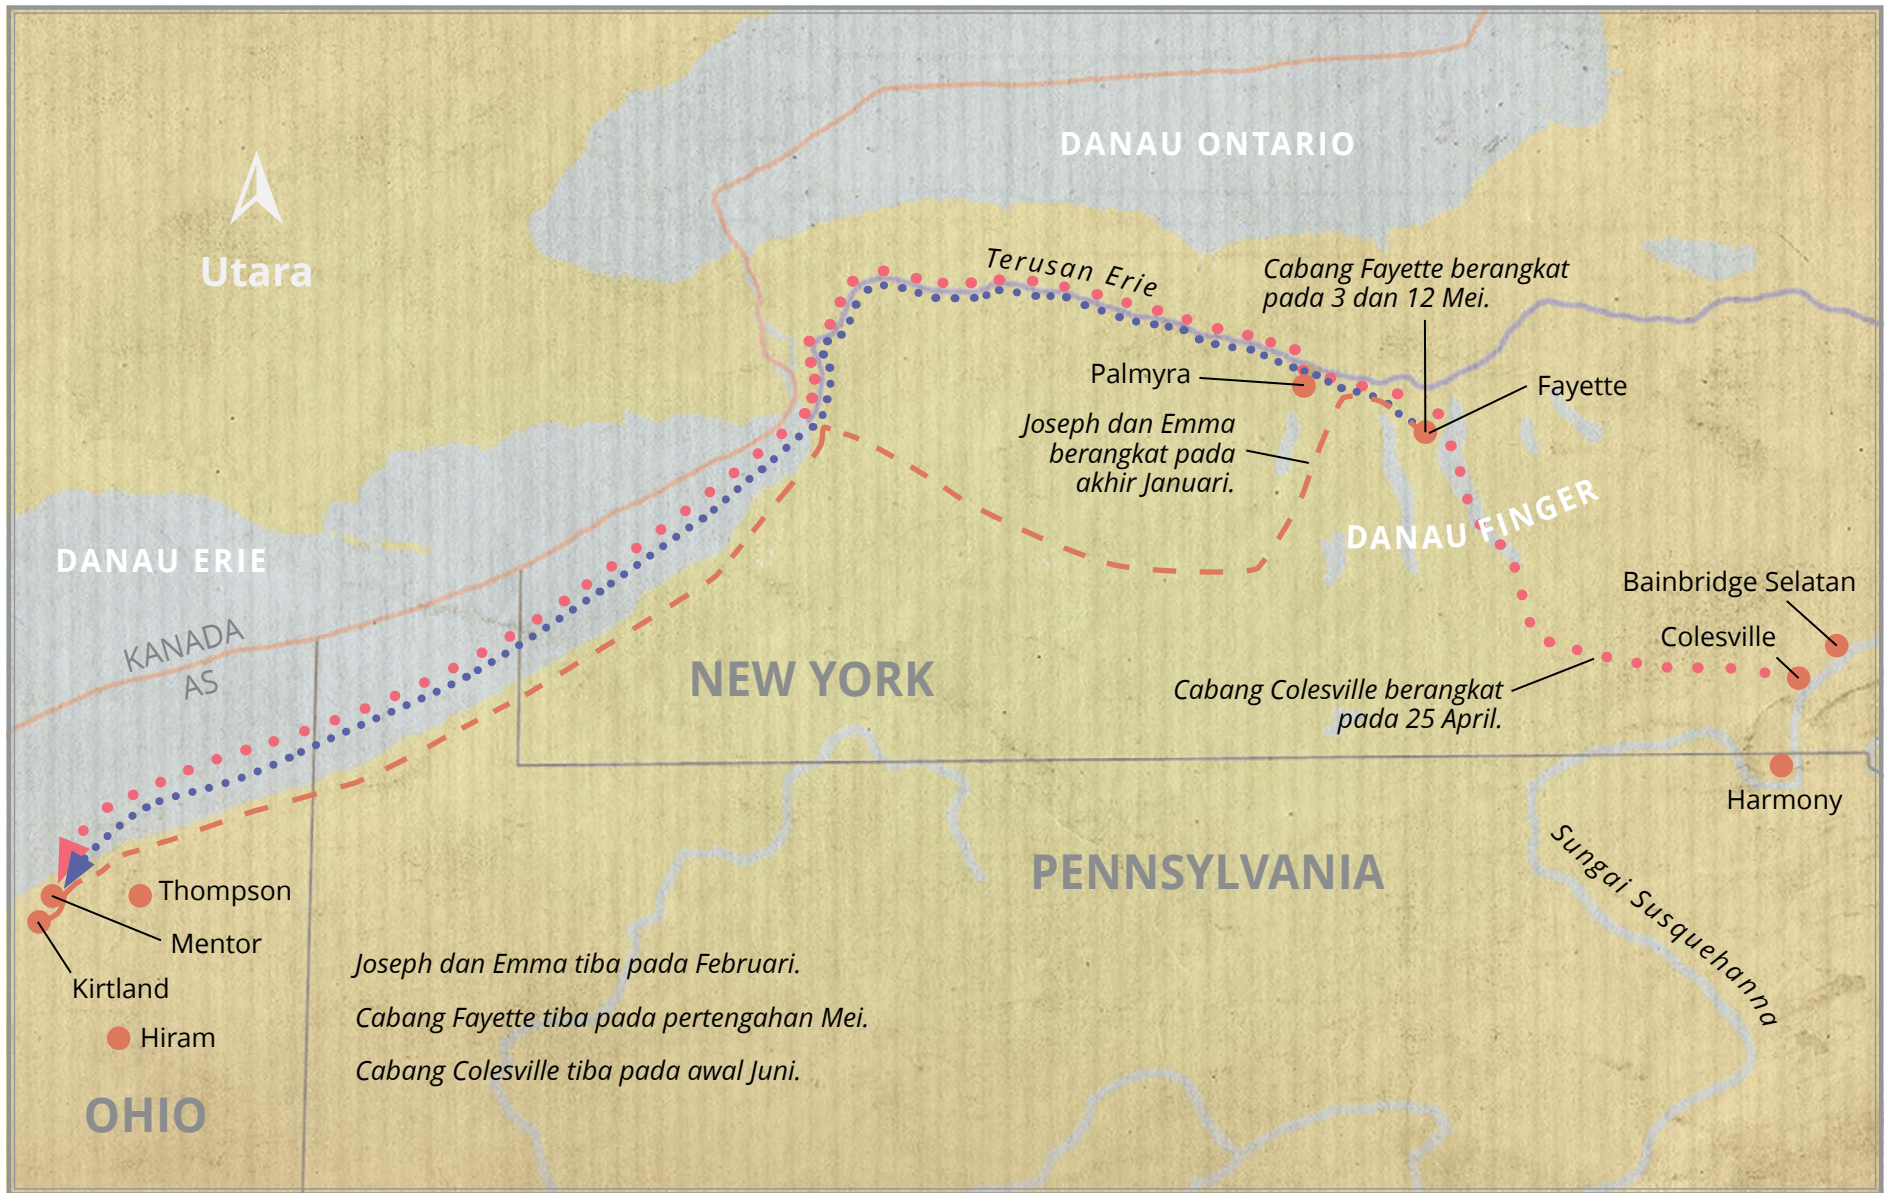 DANAU ONTARIO
Utara
Terusan Erie
Cabang Fayette berangkat
pada 3 dan 12 Mei.
Palmyra
Fayette
Joseph dan Emma
berangkat pada
akhir Januari.
DANAU FINGER
DANAU ERIE
Bainbridge Selatan
Colesville
KANADA
AS
NEW YORK
Cabang Colesville berangkat
pada 25 April.
Harmony
PENNSYLVANIA
Sungai Susquehanna
Thompson
Mentor
Kirtland
Hiram
Joseph dan Emma tiba pada Februari.
Cabang Fayette tiba pada pertengahan Mei.
Cabang Colesville tiba pada awal Juni.
OHIO